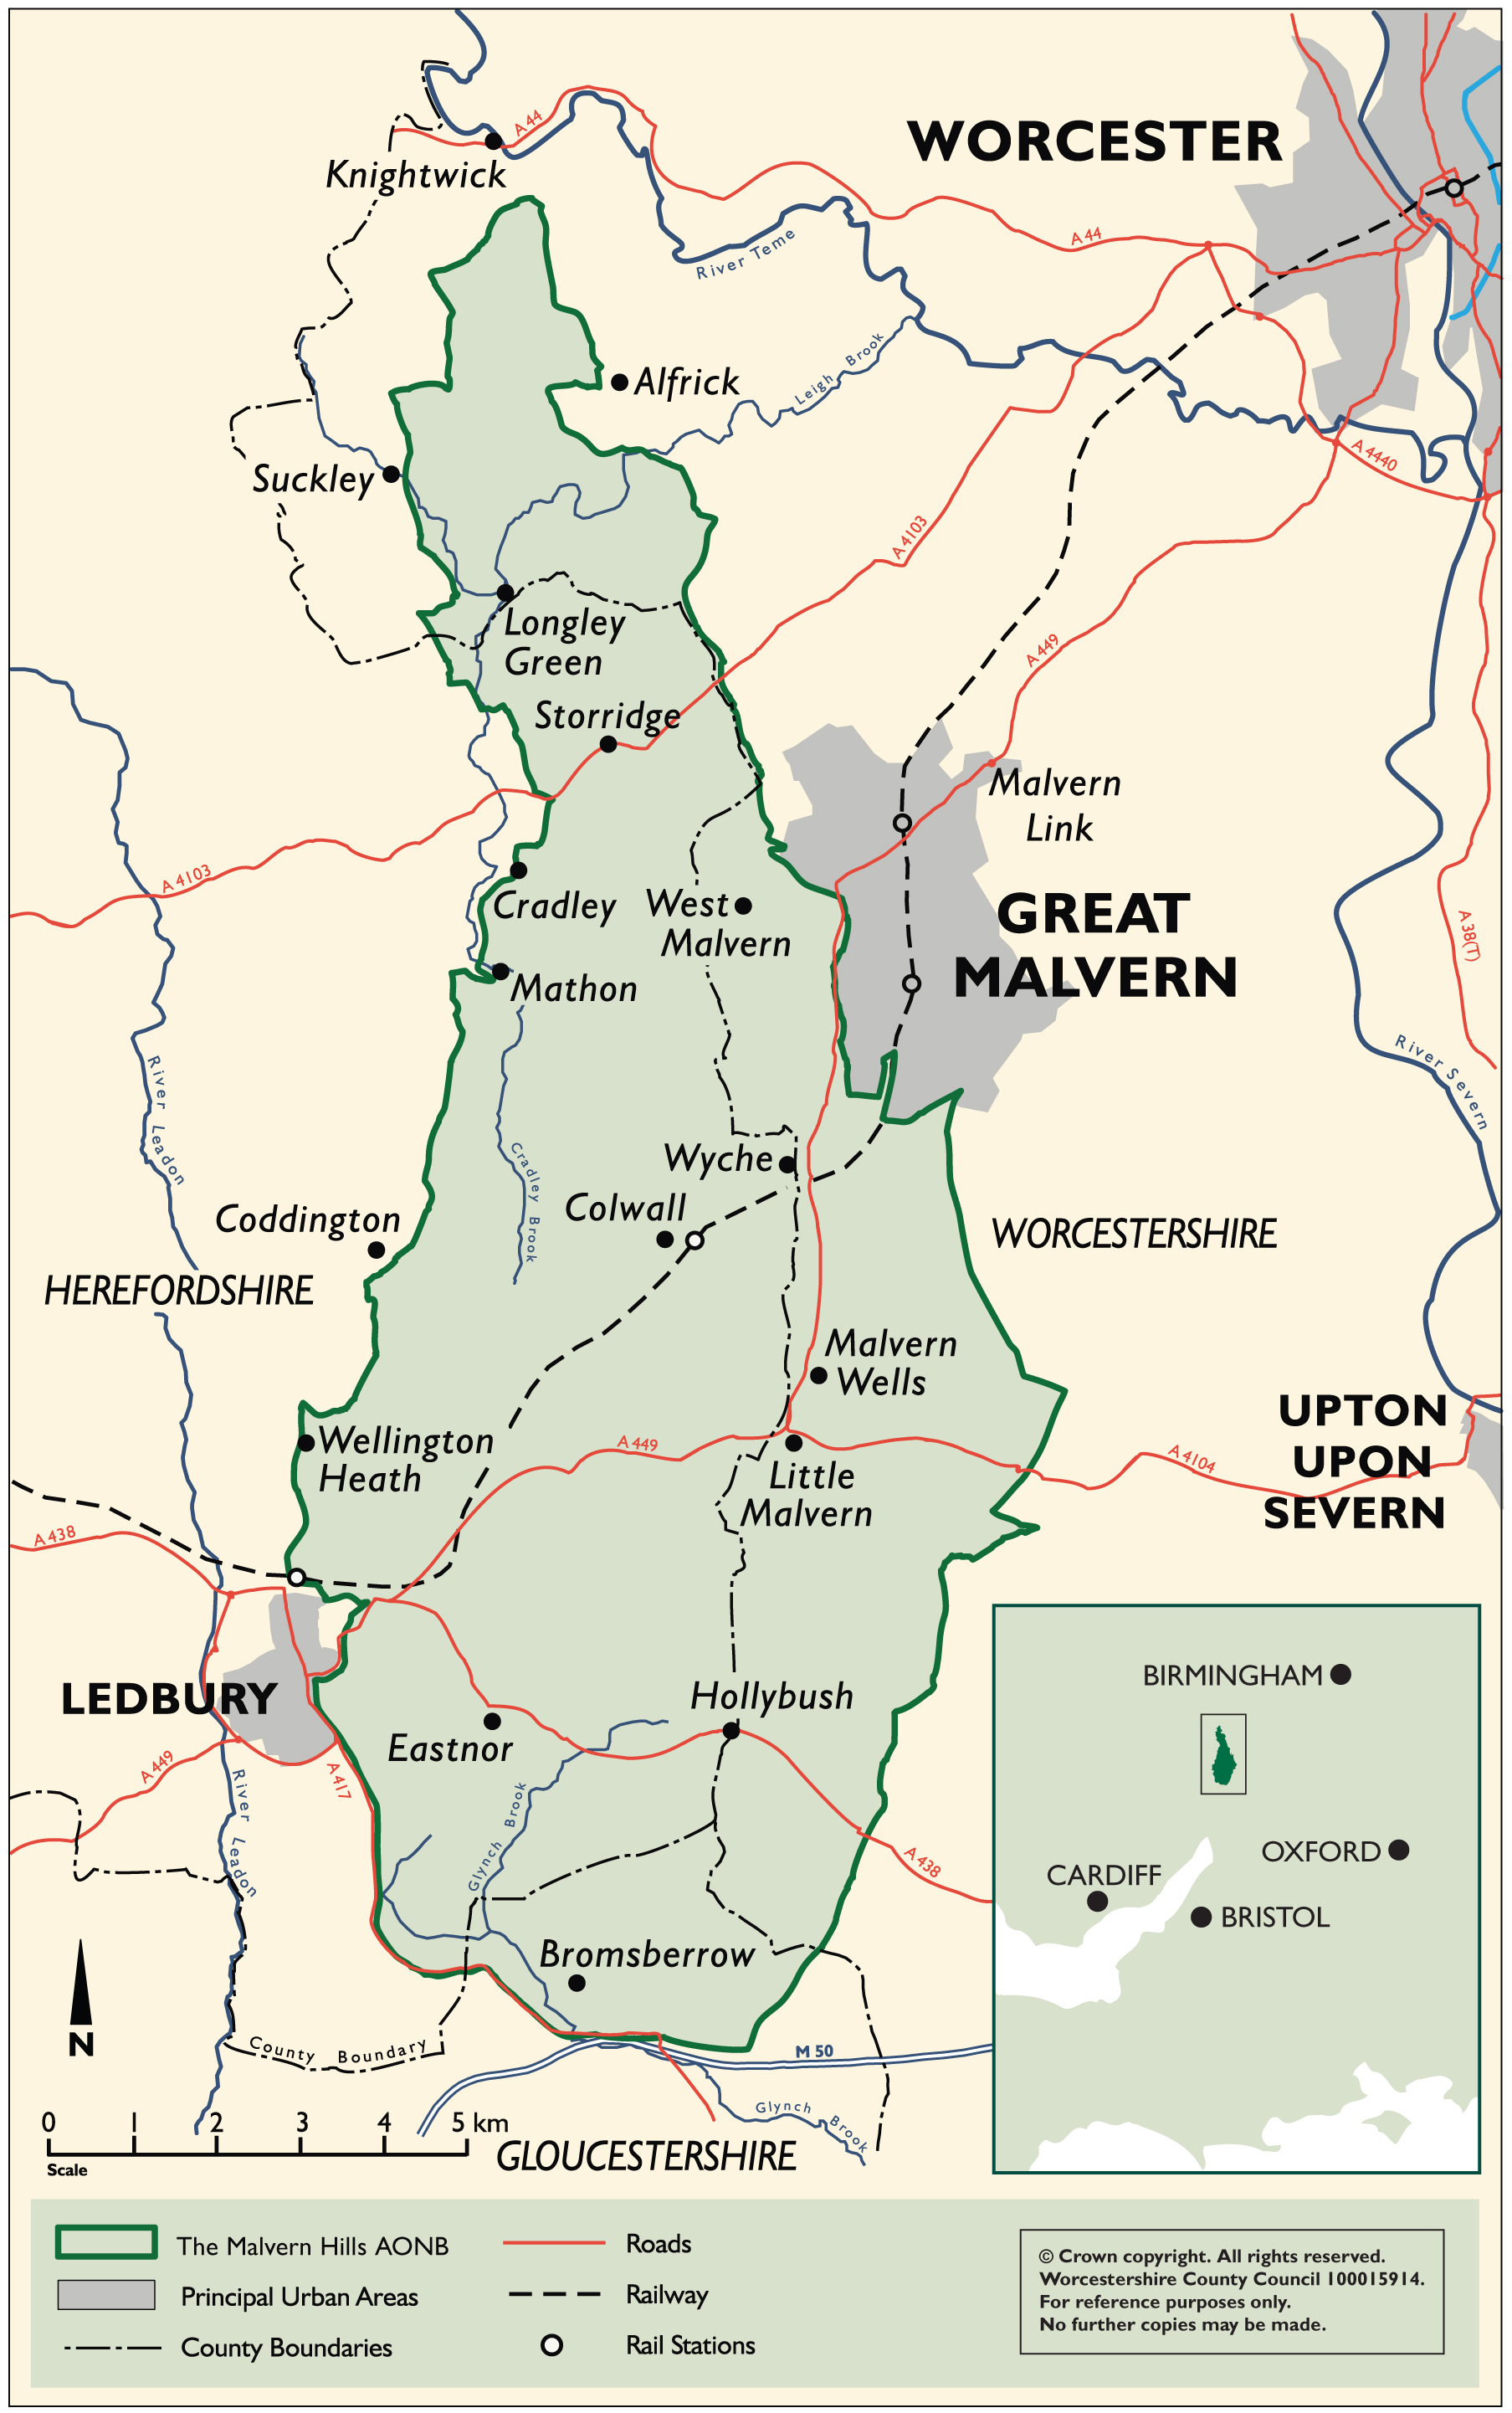 WORCESTER
A 44
Knightwick
River Teme
A 44
Alfrick
Leigh Brook
Suckley
A 4440
A 4103
Longley
Green
A 449
Storridge
Malvern
Link
A 4103
Cradley
West
Malvern
GREAT
MALVERN
A 38(T)
Mathon
River Severn
River Leadon
Cradley Brook
Wyche
Colwall
Coddington
WORCESTERSHIRE
HEREFORDSHIRE
Malvern
Wells
Wellington
Heath
A 449
Little
Malvern
A 4104
UPTON
UPON
SEVERN
A 438
LEDBURY
Hollybush
Eastnor
A 449
A 417
River Leadon
Glynch Brook
A 438
Bromsberrow
N
County Boundary
M 50
Glynch Brook
GLOUCESTERSHIRE
0 1 2 3 4 5 km
Scale
BIRMINGHAM
OXFORD
CARDIFF
BRISTOL
The Malvern Hills AONB
Principal Urban Areas
County Boundaries
Roads
Railway
Rail Stations
© Crown copyright. All rights reserved.
Worcestershire County Council 100015914.
For reference purposes only.
No further copies may be made.